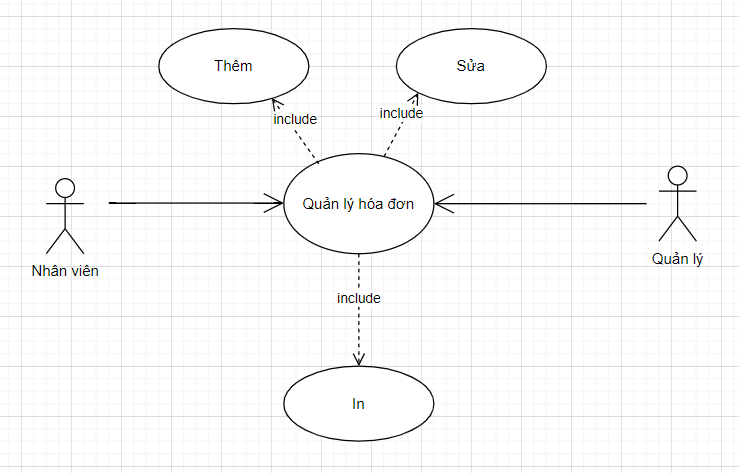 Thêm
Sửa
include
include
Quản lý hóa đơn
Nhân viên
Quản lý
include
In